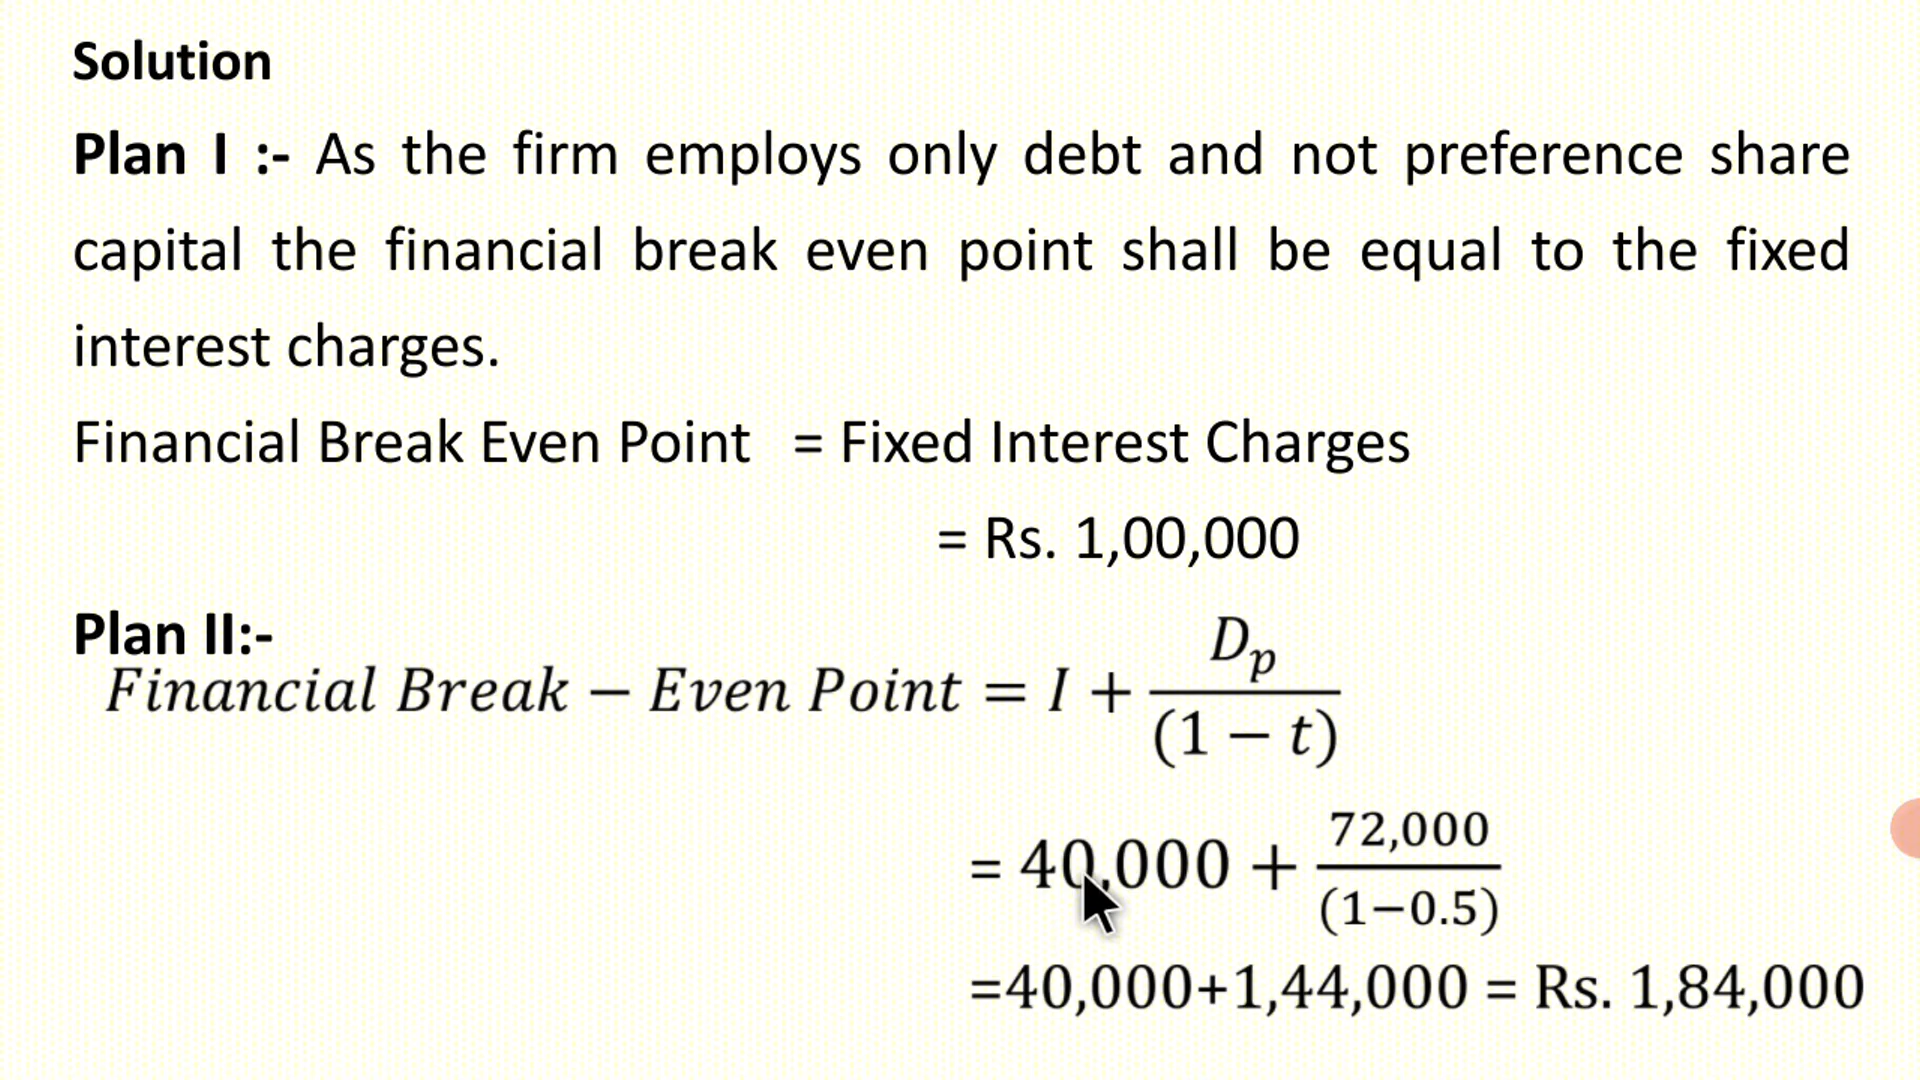 Solution
Plan I :- As the firm employs only debt and not preference share
capital the financial break even point shall be equal to the fixed
interest charges.
Financial Break Even Point = Fixed Interest Charges
= Rs. 1,00,000
Plan II:-
Financial Break − Even Point = I + D_p / (1 − t)
= 40,000 + 72,000 / (1−0.5)
=40,000+1,44,000 = Rs. 1,84,000